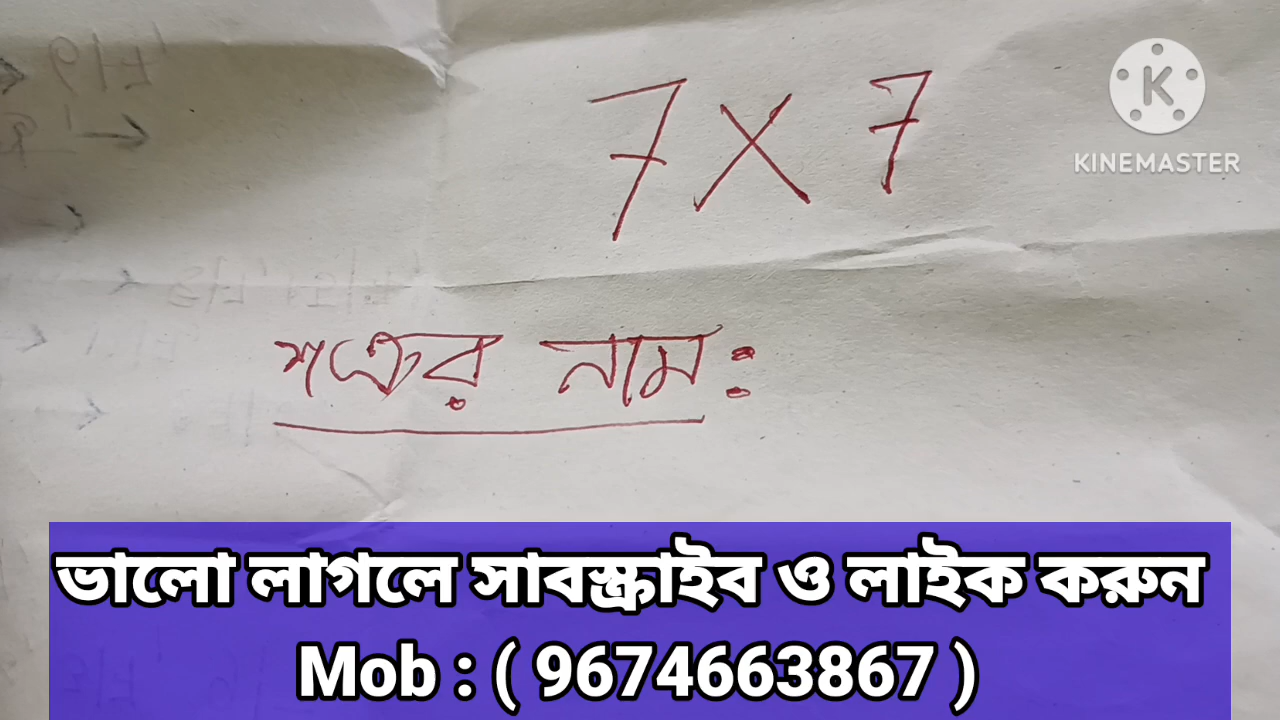 7 X 7
KINEMASTER
শত্রুর নাম:
ভালো লাগলে সাবস্ক্রাইব ও লাইক করুন
Mob : ( 9674663867 )